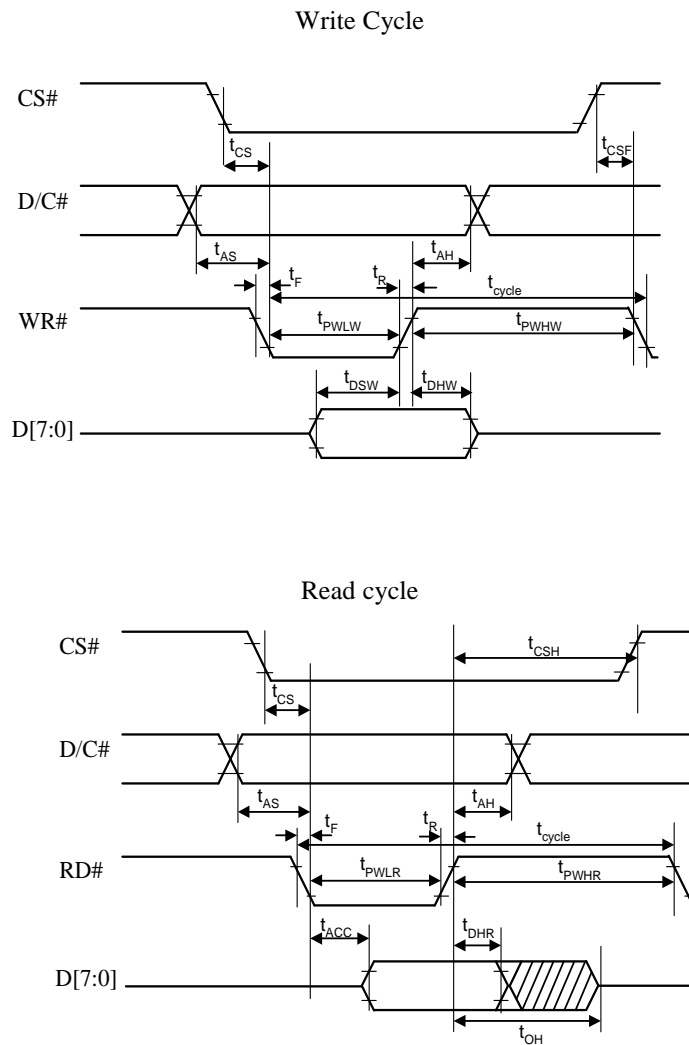 Write Cycle
CS#
tCS
tCSF
D/C#
tAS
tF
tR
tAH
tcycle
WR#
tPWLW
tPWHW
tDSW
tDHW
D[7:0]
Read cycle
CS#
tCSH
tCS
D/C#
tAS
tF
tR
tAH
tcycle
RD#
tPWLR
tPWHR
tACC
tDHR
D[7:0]
tOH